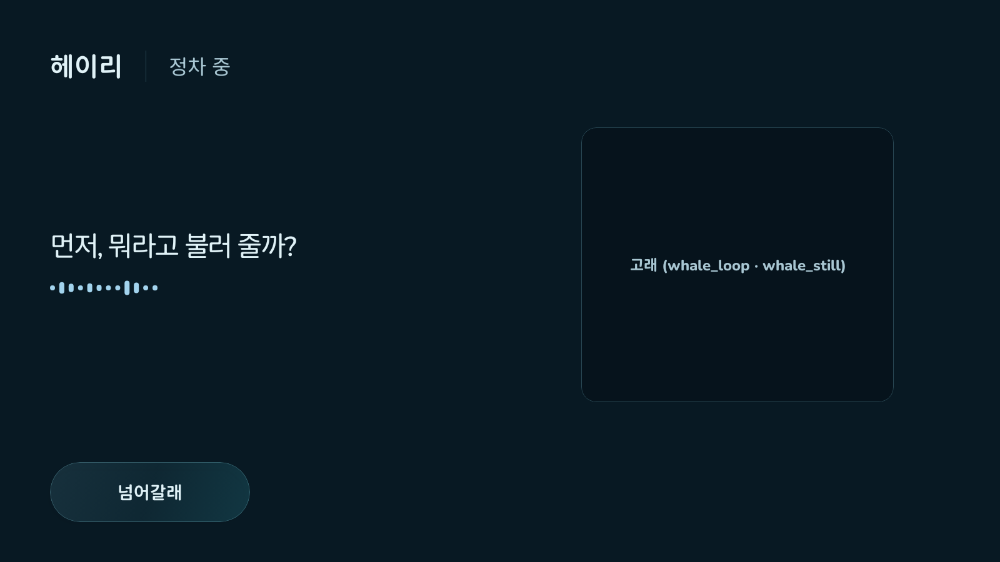 헤이리
정차 중
먼저, 뭐라고 불러 줄까?
고래 (whale_loop · whale_still)
넘어갈래